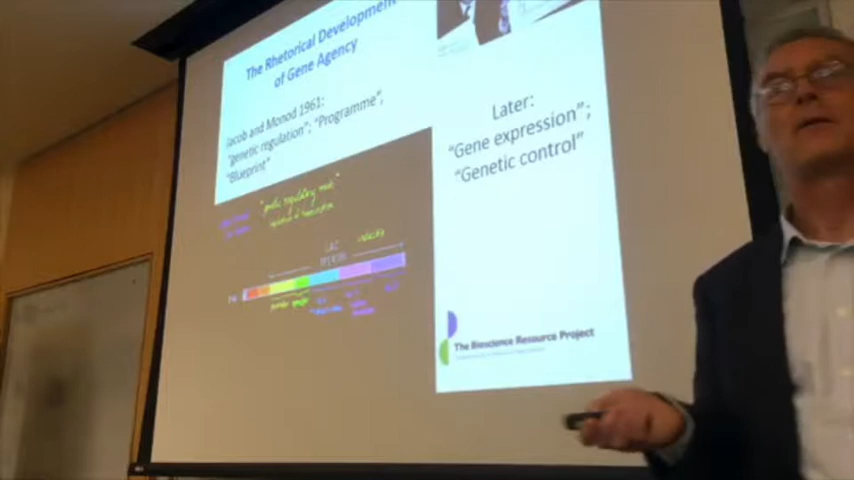 The Rhetorical Development
of Gene Agency
Jacob and Monod 1961:
"genetic regulation"; "Programme";
"Blueprint"
Later:
"Gene Expression";
"Genetic control"
LAC
OPERON
The Bioscience Resource Project